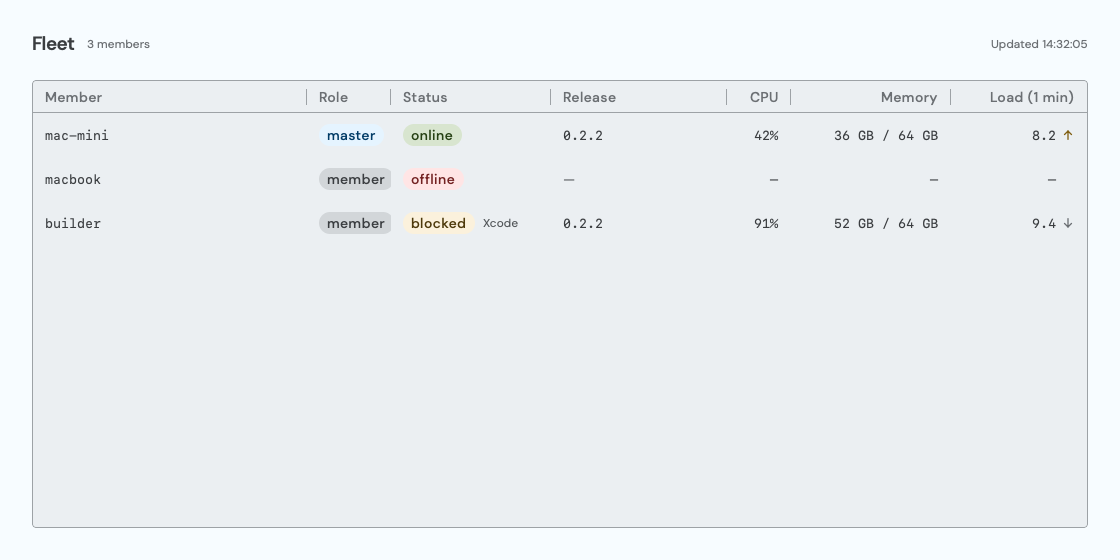 Fleet 3 members Updated 14:32:05
Member Role Status Release CPU Memory Load (1 min)
mac-mini master online 0.2.2 42% 36 GB / 64 GB 8.2 ↑
macbook member offline — — — —
builder member blocked Xcode 0.2.2 91% 52 GB / 64 GB 9.4 ↓